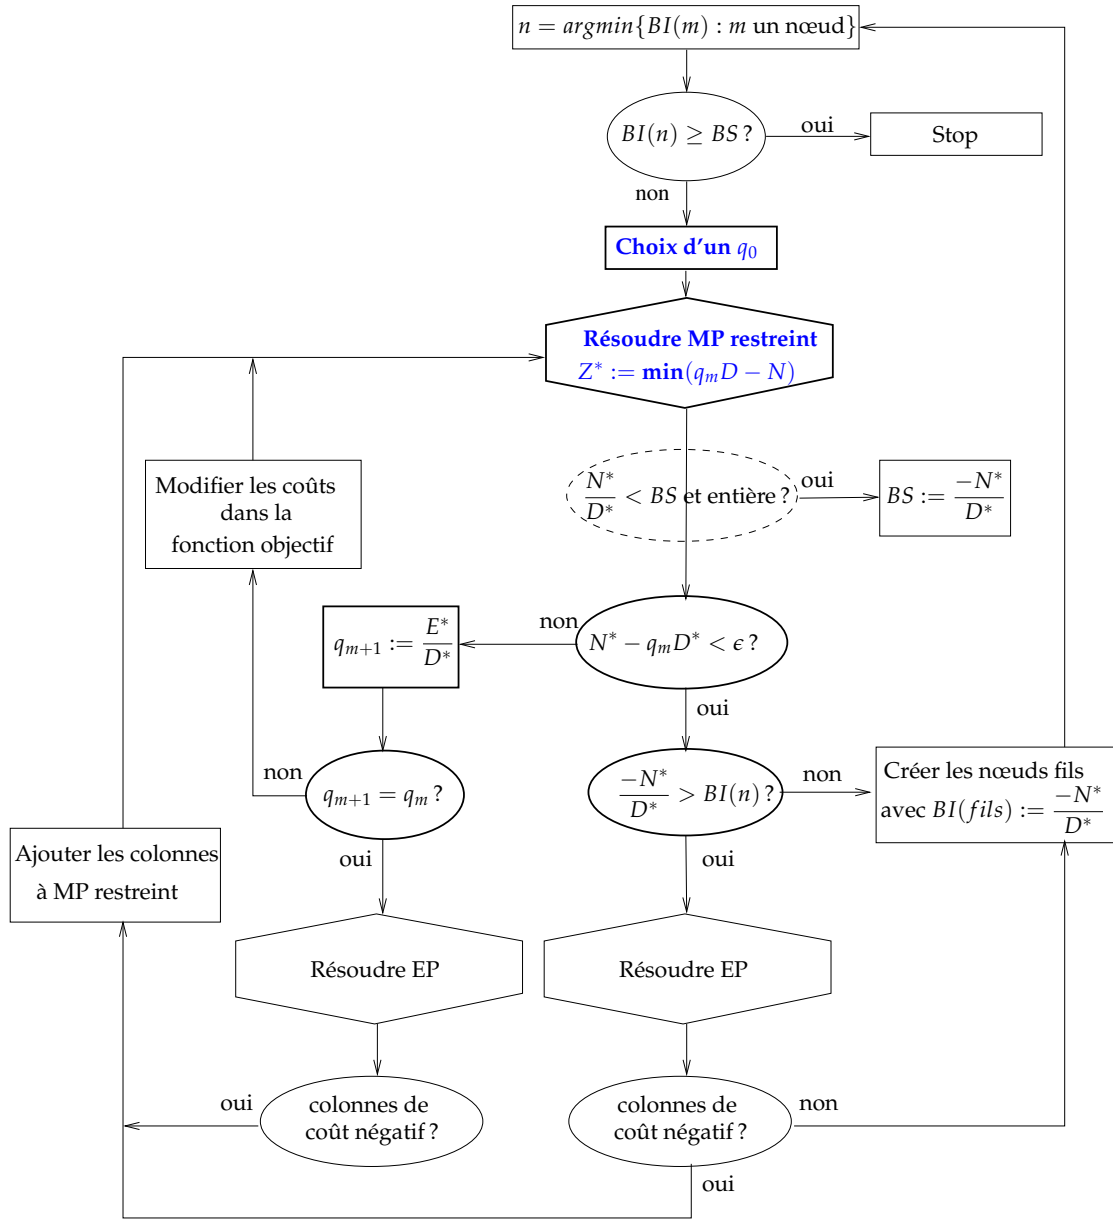 n = argmin{BI(m) : m un nœud}
BI(n) ≥ BS ?
oui
Stop
non
Choix d'un q_0
Résoudre MP restreint
Z* := min(q_m D − N)
N*/D* < BS et entière ?
oui
BS := −N*/D*
Modifier les coûts
dans la
fonction objectif
q_{m+1} := E*/D*
non
N* − q_m D* < ϵ ?
oui
non
q_{m+1} = q_m ?
−N*/D* > BI(n) ?
non
Créer les nœuds fils
avec BI(fils) := −N*/D*
Ajouter les colonnes
à MP restreint
oui
oui
Résoudre EP
Résoudre EP
oui
colonnes de
coût négatif ?
colonnes de
coût négatif ?
non
oui